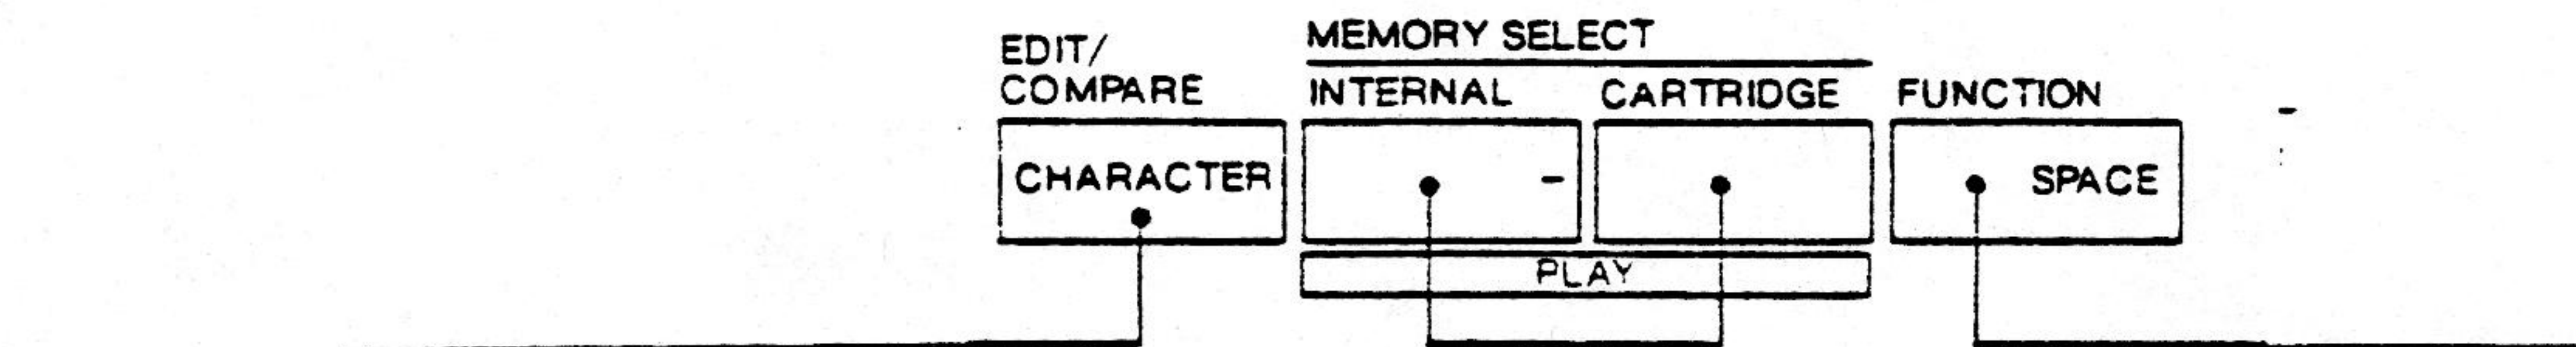 EDIT/
COMPARE
MEMORY SELECT
INTERNAL
CARTRIDGE
FUNCTION
CHARACTER
-
SPACE
PLAY